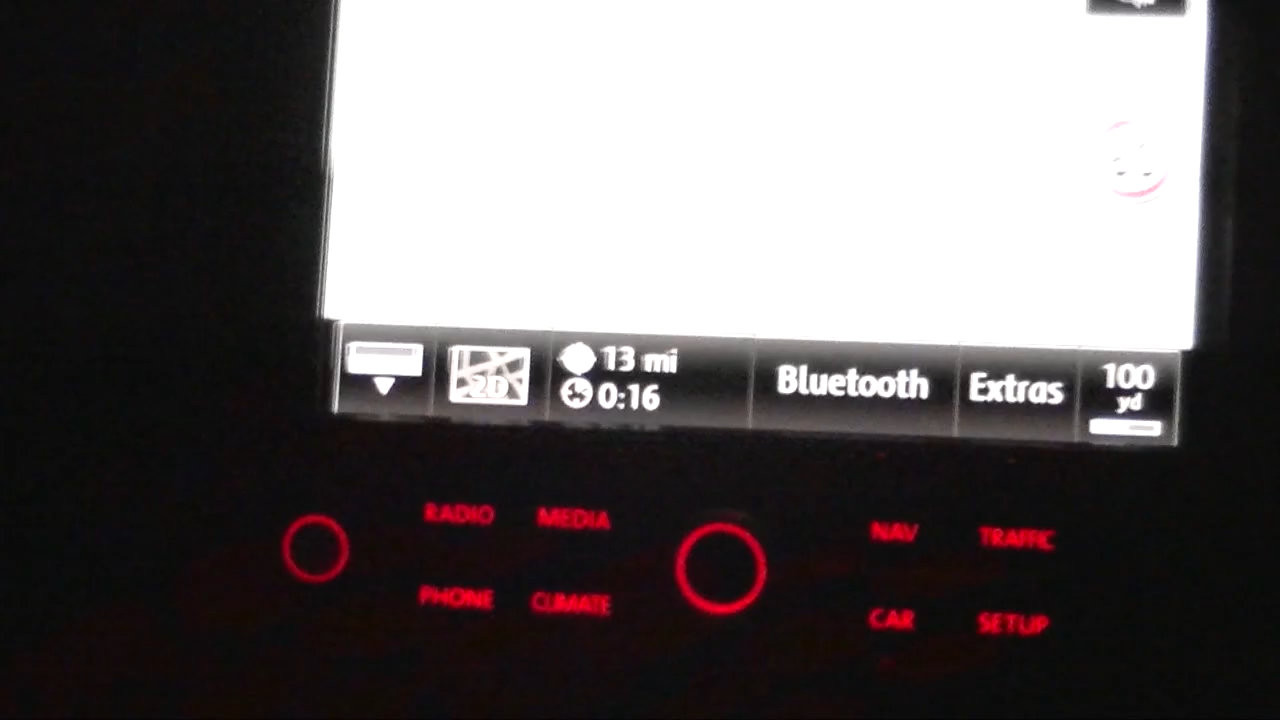 2D
13 mi
0:16
Bluetooth
Extras
100
yd
RADIO MEDIA
NAV TRAFFIC
PHONE CLIMATE
CAR SETUP